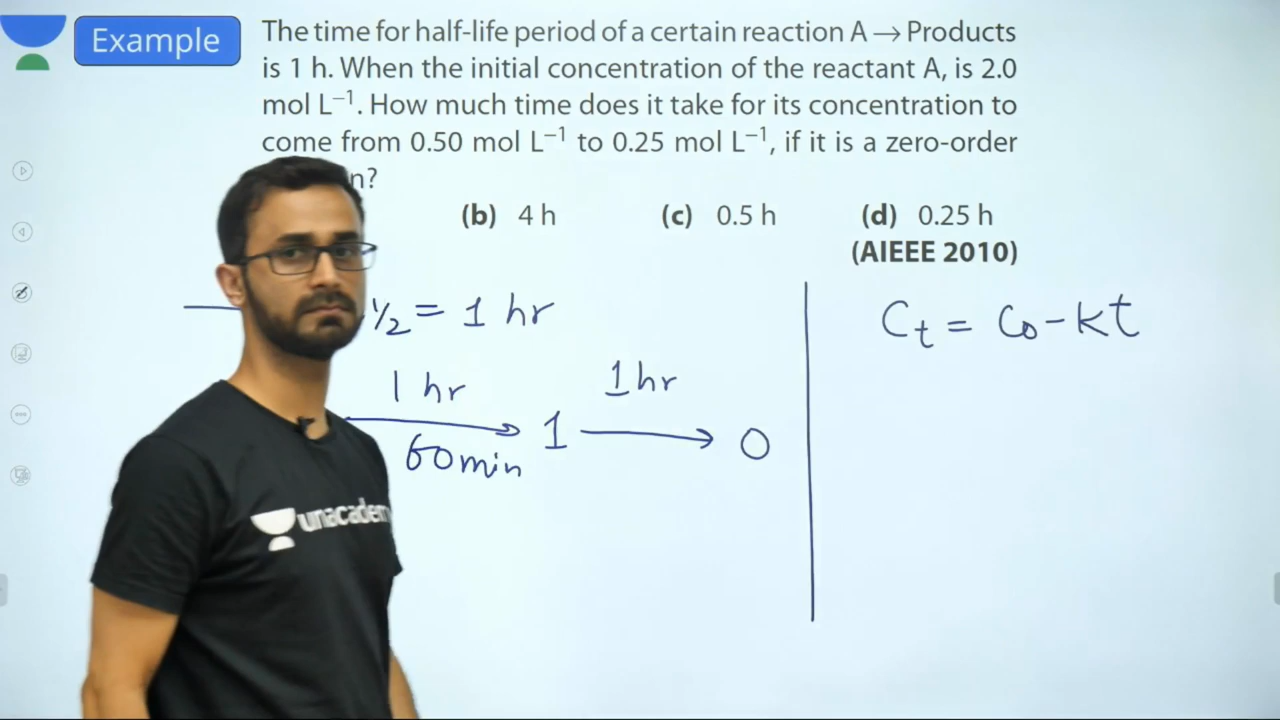 Example
The time for half-life period of a certain reaction A → Products
is 1 h. When the initial concentration of the reactant A, is 2.0
mol L⁻¹. How much time does it take for its concentration to
come from 0.50 mol L⁻¹ to 0.25 mol L⁻¹, if it is a zero-order
n?
(b) 4 h (c) 0.5 h (d) 0.25 h
(AIEEE 2010)
1/2 = 1 hr
Ct = C0 - kt
1 hr
1 hr
1 → 0
60 min
unacadem